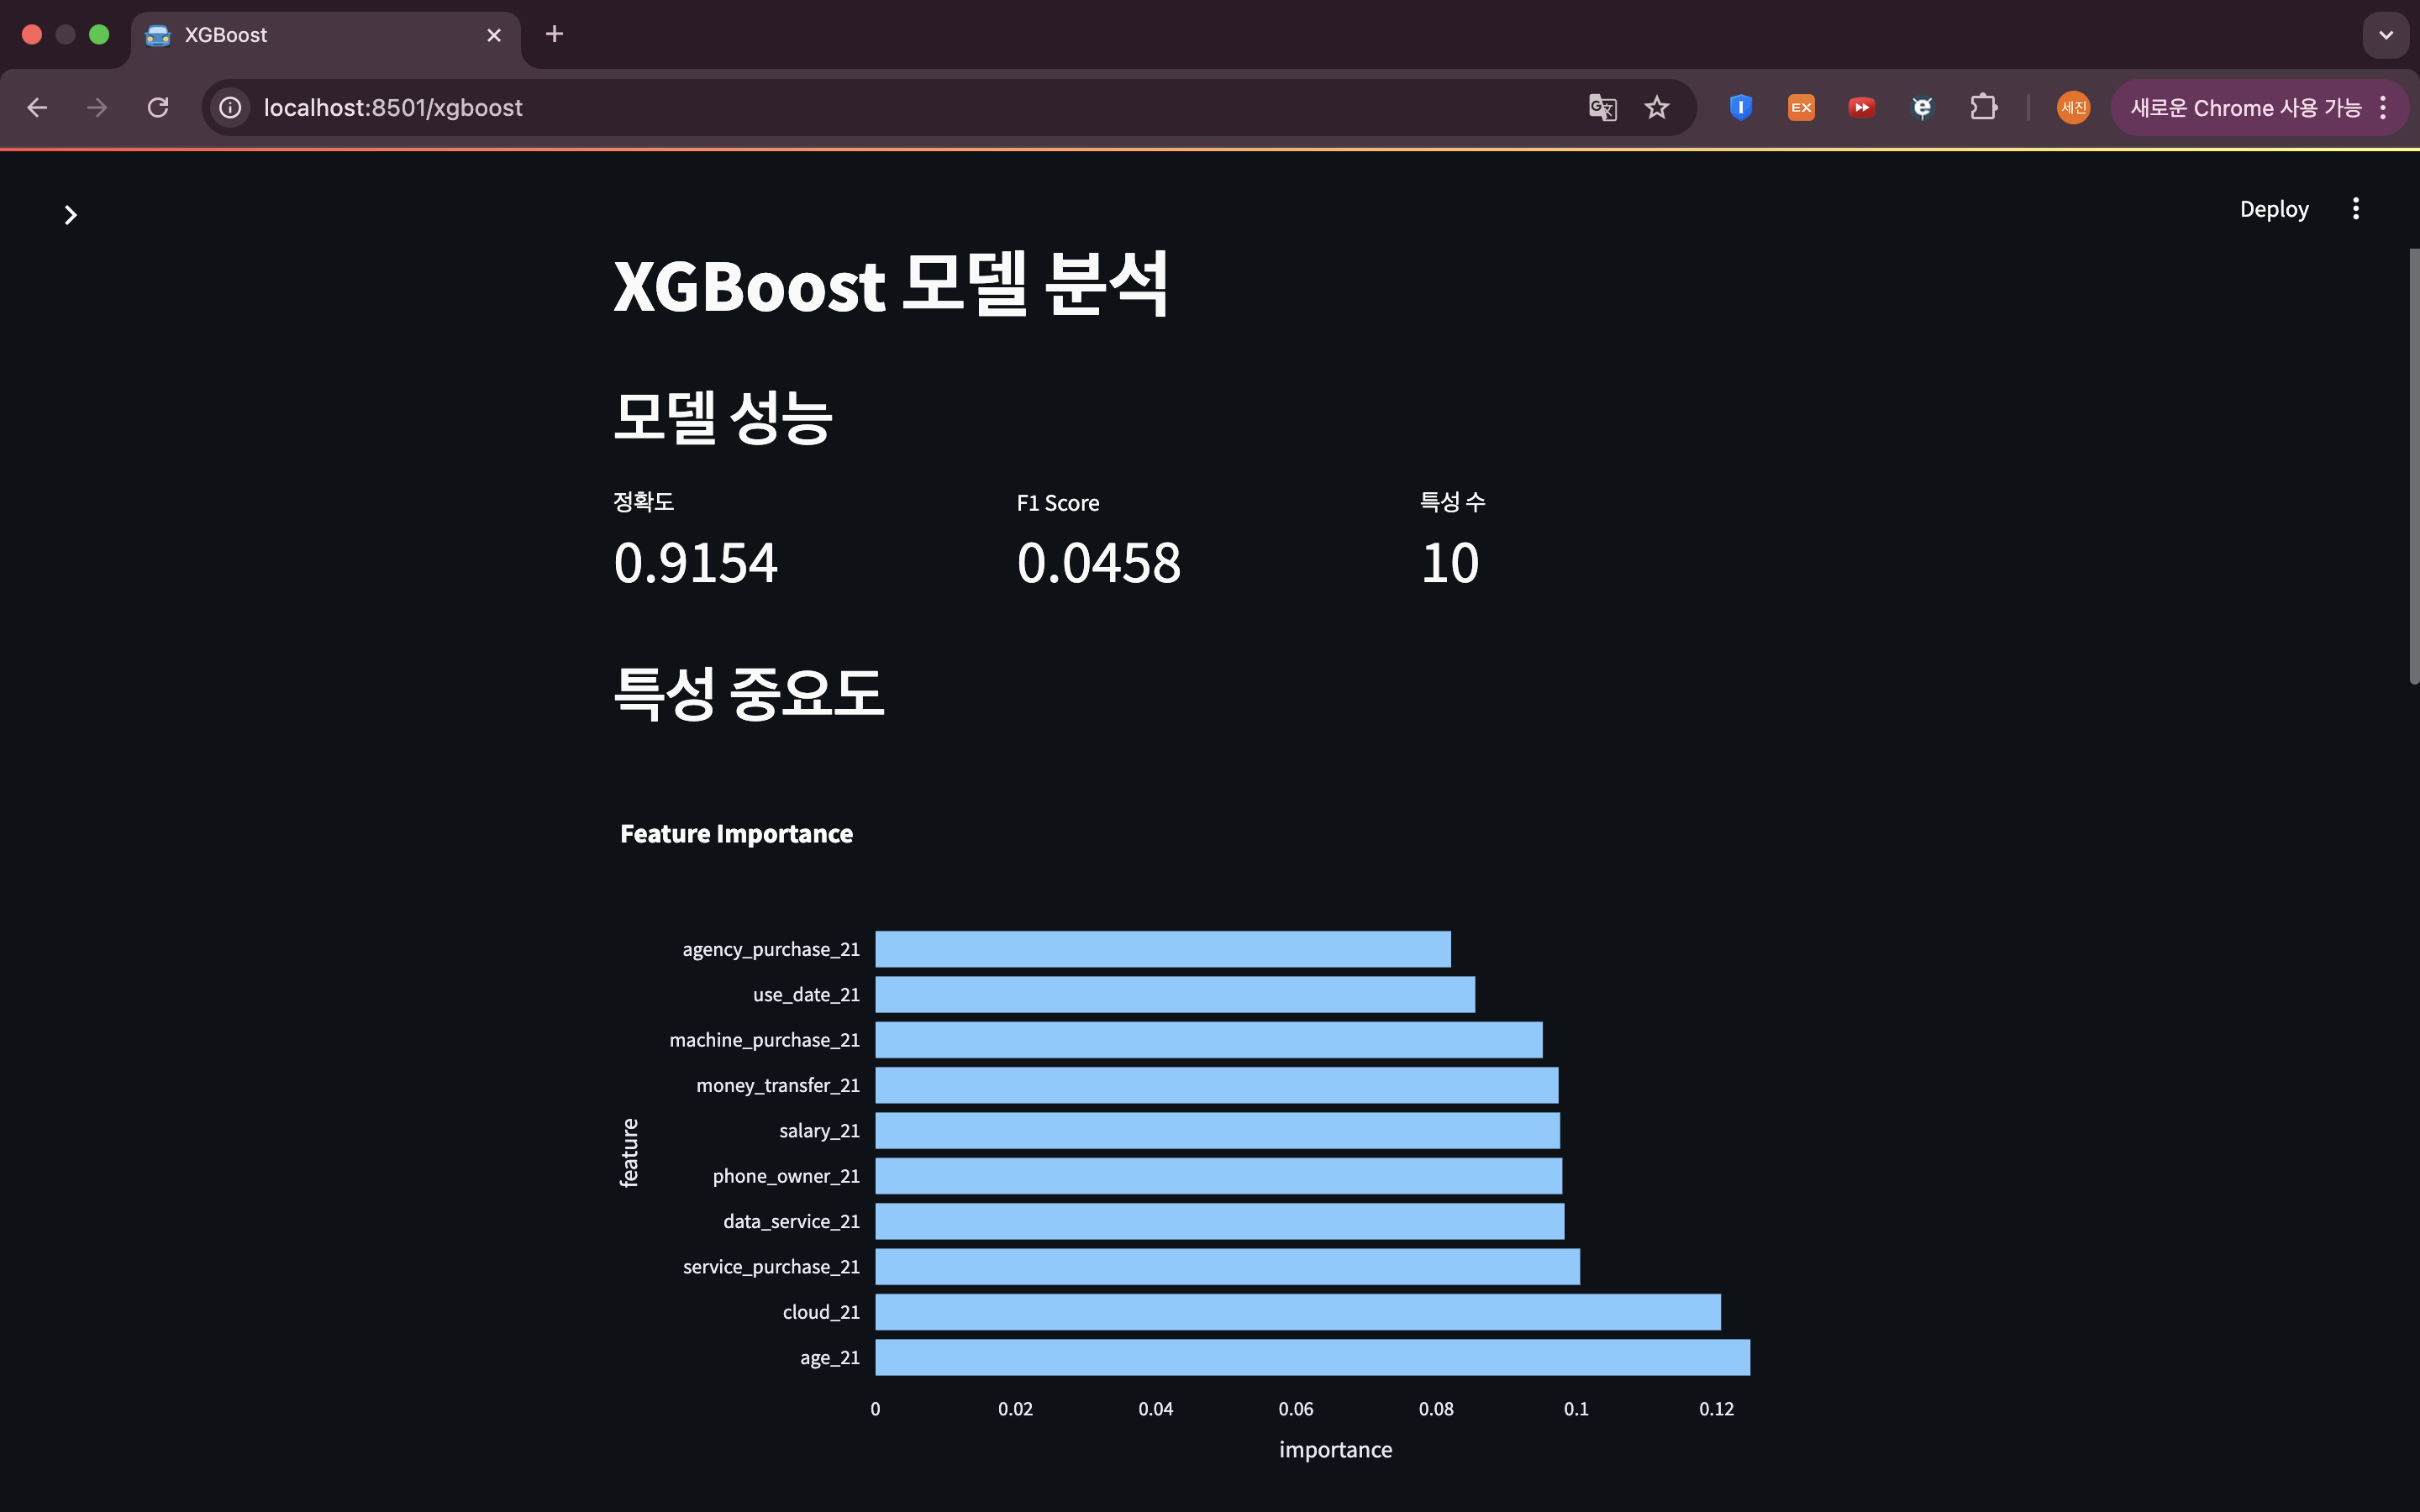 XGBoost
localhost:8501/xgboost
EX
세진
새로운 Chrome 사용 가능
Deploy
XGBoost 모델 분석
모델 성능
정확도
F1 Score
특성 수
0.9154
0.0458
10
특성 중요도
Feature Importance
agency_purchase_21
use_date_21
machine_purchase_21
money_transfer_21
salary_21
phone_owner_21
data_service_21
service_purchase_21
cloud_21
age_21
feature
0
0.02
0.04
0.06
0.08
0.1
0.12
importance